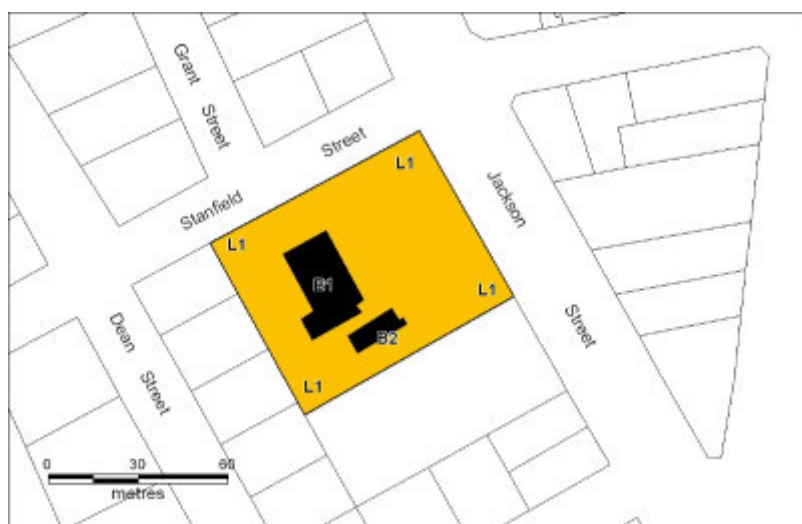 Grant
Street
Street
Stanfield
L1
Jackson
L1
B1
L1
Dean
Street
B2
Street
L1
0 30 60
metres